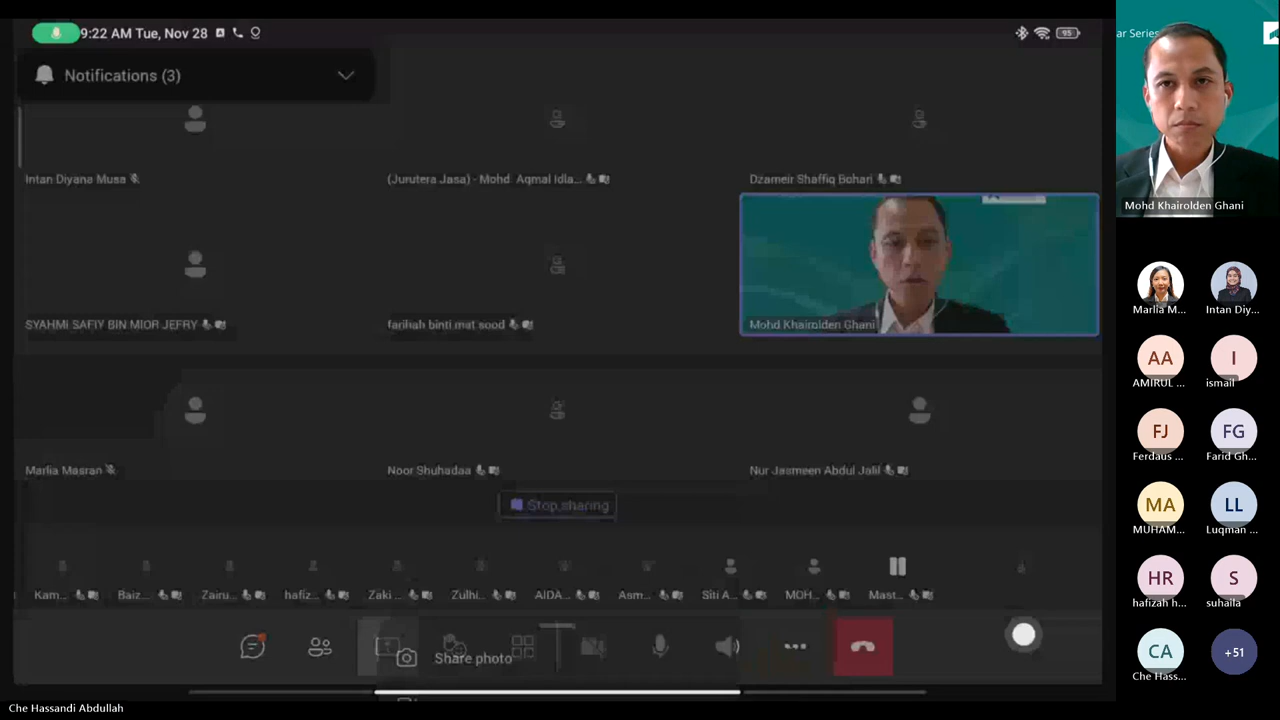 9:22 AM Tue, Nov 28
95
Notifications (3)
Intan Diyana Musa
(Jurutera Jasa) - Mohd Aqmal Idla...
Dzameir Shaffiq Bohari
SYAHMI SAFIY BIN MIOR JEFRY
farihah binti mat sood
Mohd Khairolden Ghani
Marlia Masran
Noor Shuhadaa
Nur Jasmeen Abdul Jalil
Stop sharing
Kam...
Baiz...
Zairu...
hafiz...
Zaki ...
Zulhi...
AIDA...
Asm...
Siti A...
MOH...
Mast...
Share photo
Che Hassandi Abdullah
ar Series
Mohd Khairolden Ghani
Marlia M...
Intan Diy...
AA
I
AMIRUL ...
ismail
FJ
FG
Ferdaus ...
Farid Gh...
MA
LL
MUHAM...
Luqman ...
HR
S
hafizah h...
suhaila
CA
+51
Che Hass...